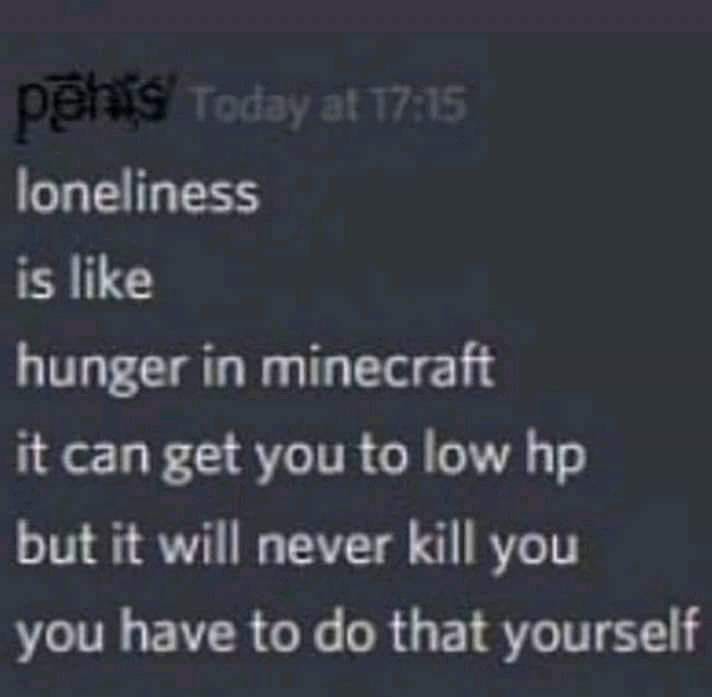 Today at 17:15
loneliness
is like
hunger in minecraft
it can get you to low hp
but it will never kill you
you have to do that yourself